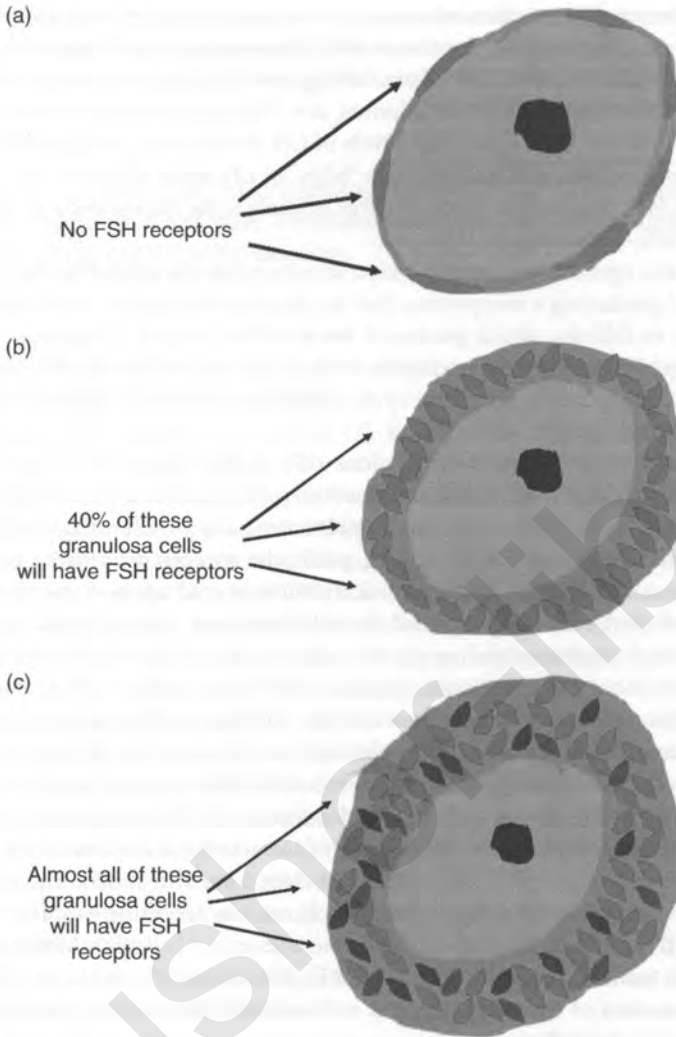 (a)
No FSH receptors
(b)
40% of these
granulosa cells
will have FSH receptors
(c)
Almost all of these
granulosa cells
will have FSH
receptors